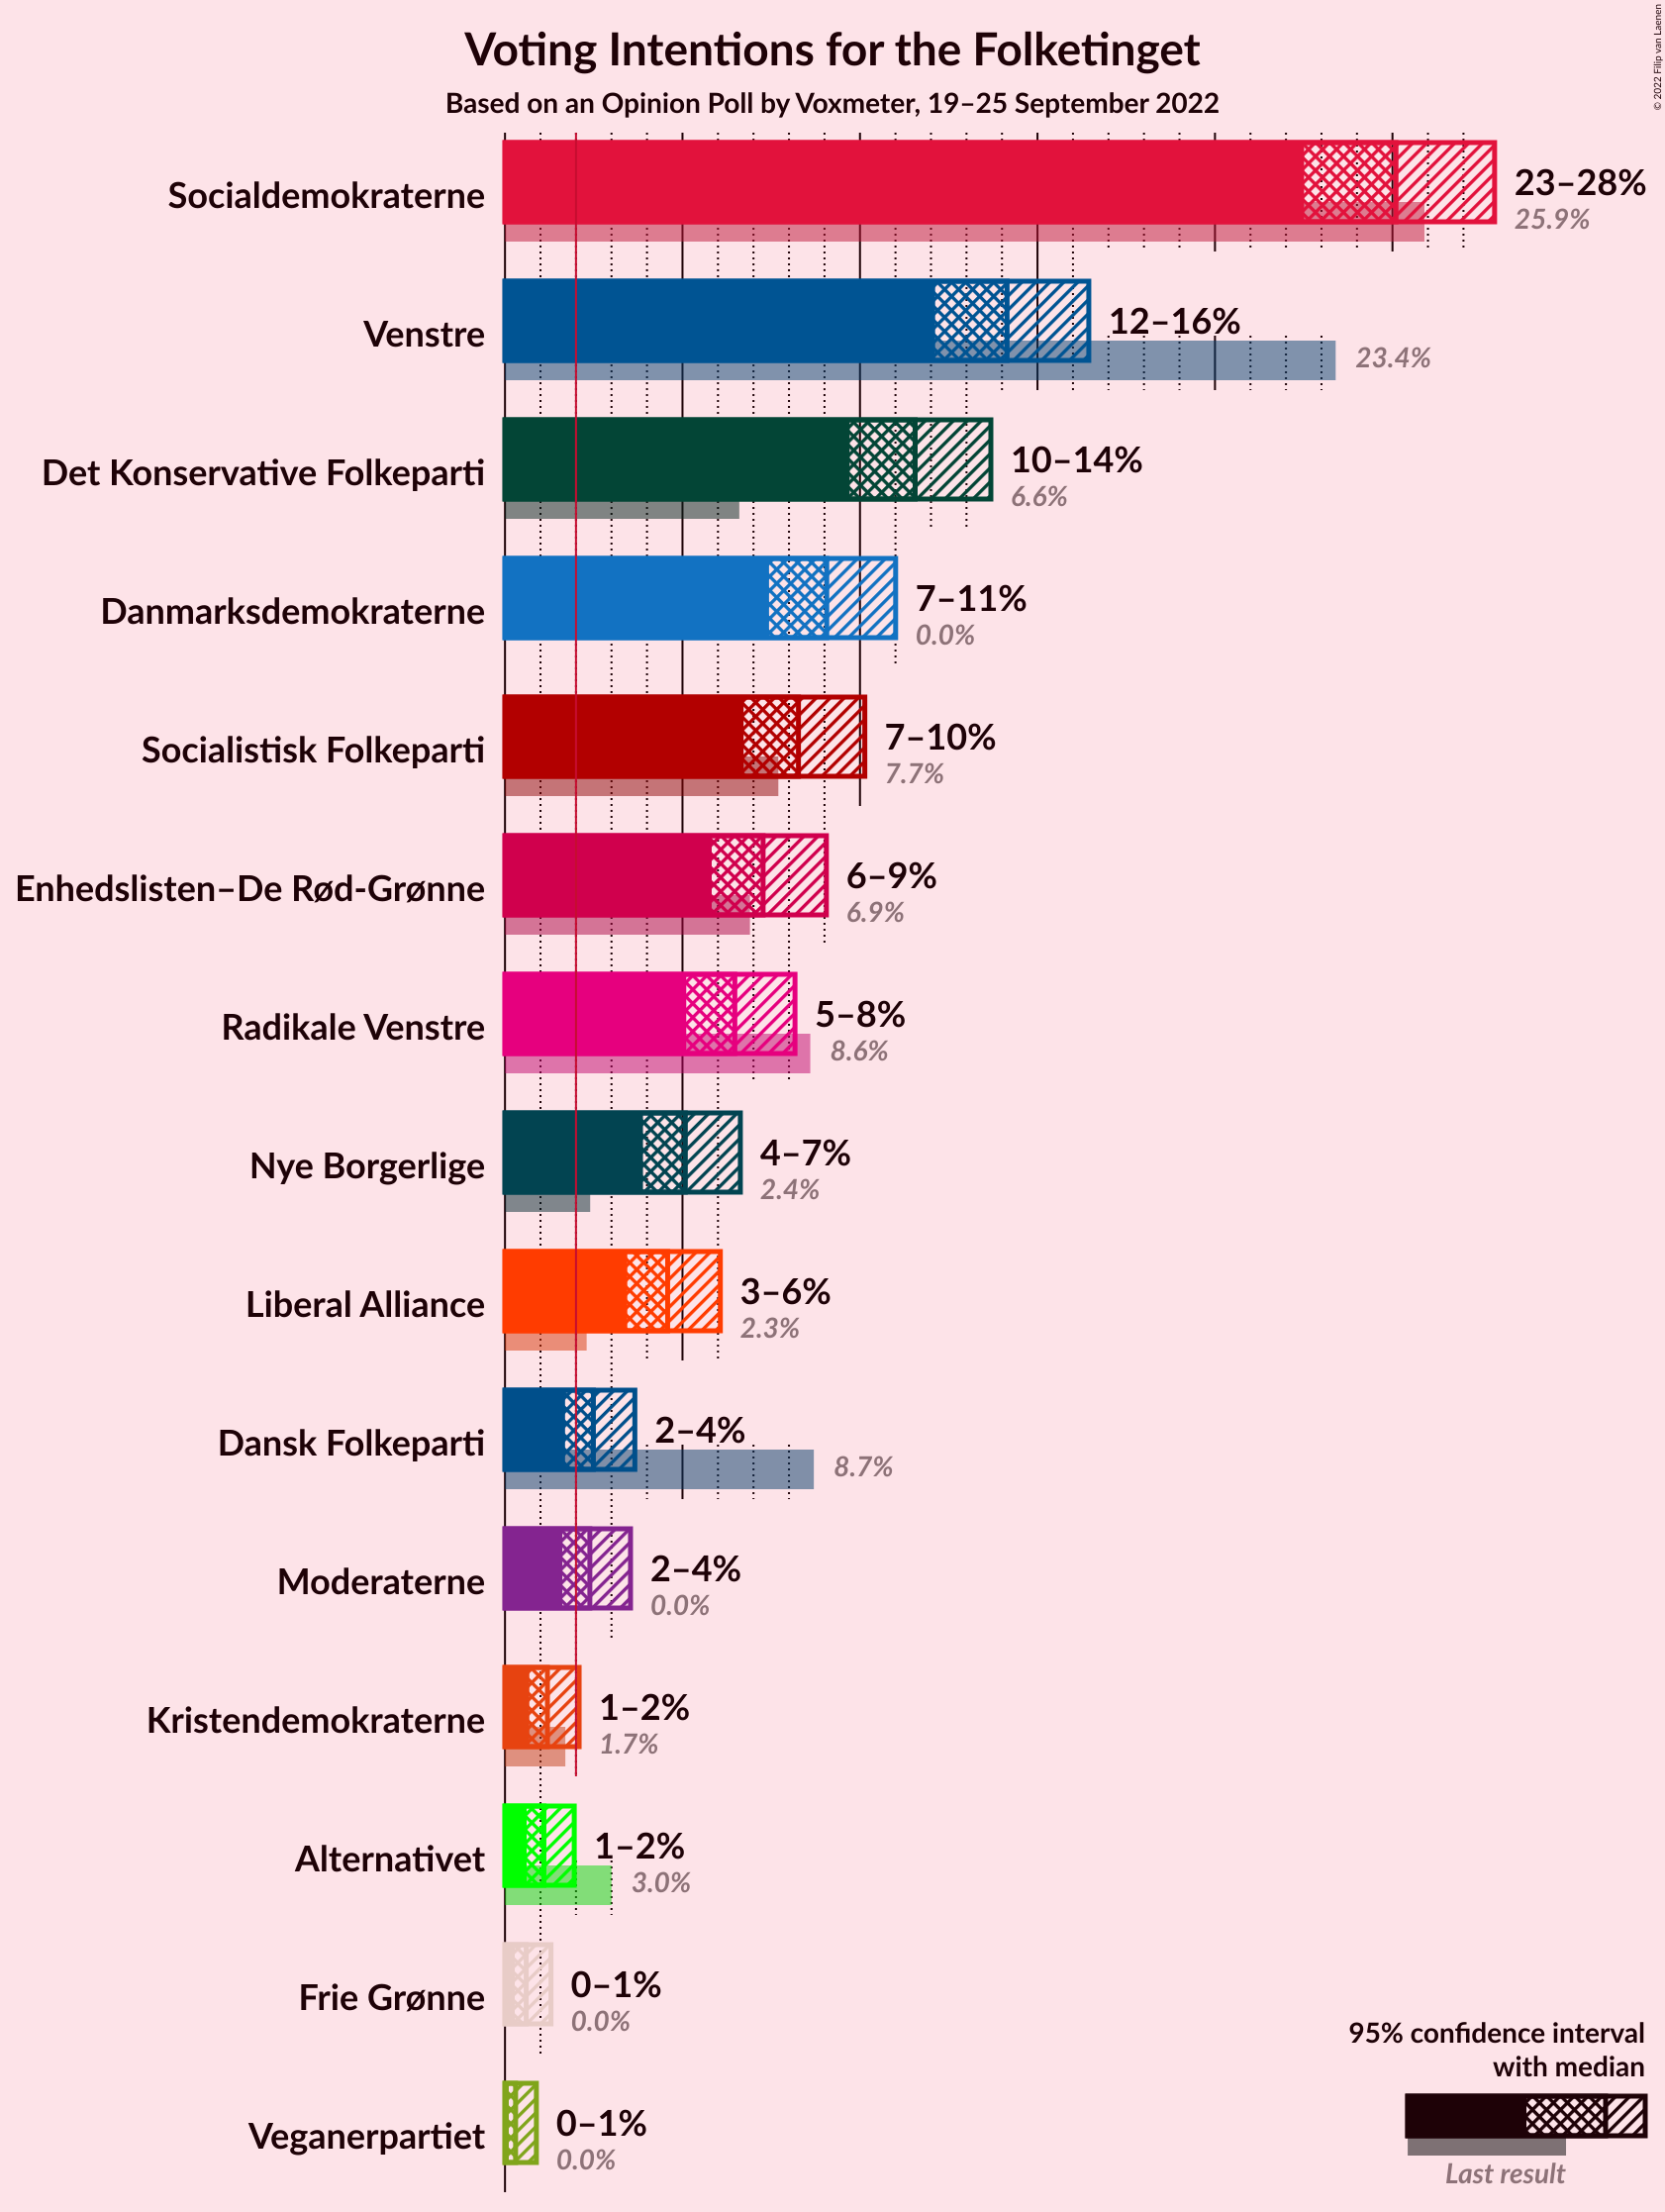 © 2022 Filip van Laenen
Voting Intentions for the Folketinget
Based on an Opinion Poll by Voxmeter, 19–25 September 2022
Socialdemokraterne
23–28%
25.9%
Venstre
12–16%
23.4%
Det Konservative Folkeparti
10–14%
6.6%
Danmarksdemokraterne
7–11%
0.0%
Socialistisk Folkeparti
7–10%
7.7%
Enhedslisten–De Rød-Grønne
6–9%
6.9%
Radikale Venstre
5–8%
8.6%
Nye Borgerlige
4–7%
2.4%
Liberal Alliance
3–6%
2.3%
Dansk Folkeparti
2–4%
8.7%
Moderaterne
2–4%
0.0%
Kristendemokraterne
1–2%
1.7%
Alternativet
1–2%
3.0%
Frie Grønne
0–1%
0.0%
Veganerpartiet
0–1%
0.0%
95% confidence interval
with median
Last result